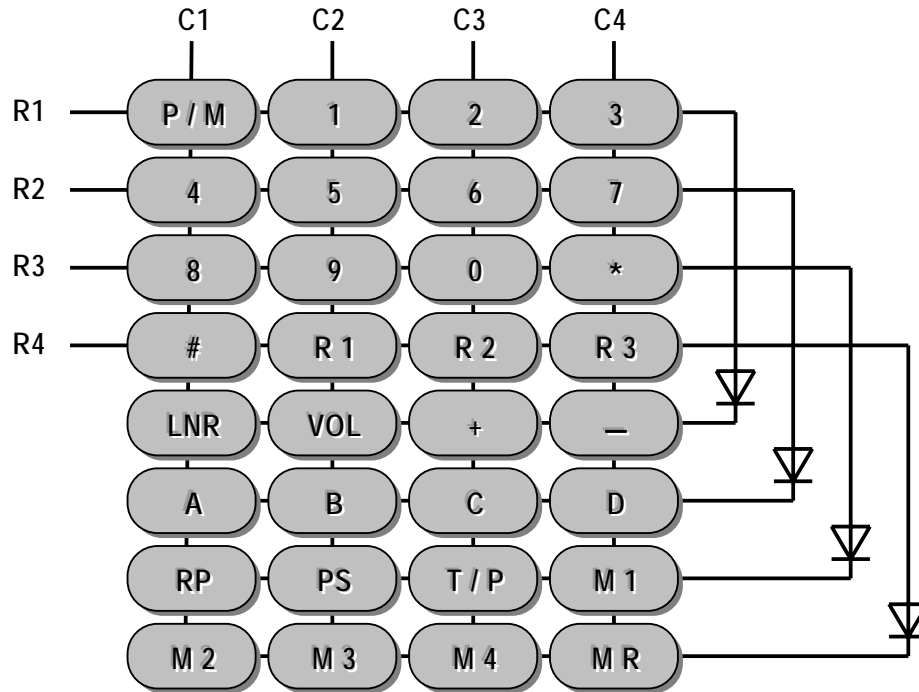 C1 C2 C3 C4
R1 P / M 1 2 3
R2 4 5 6 7
R3 8 9 0 *
R4 # R 1 R 2 R 3
LNR VOL + —
A B C D
RP PS T / P M 1
M 2 M 3 M 4 M R